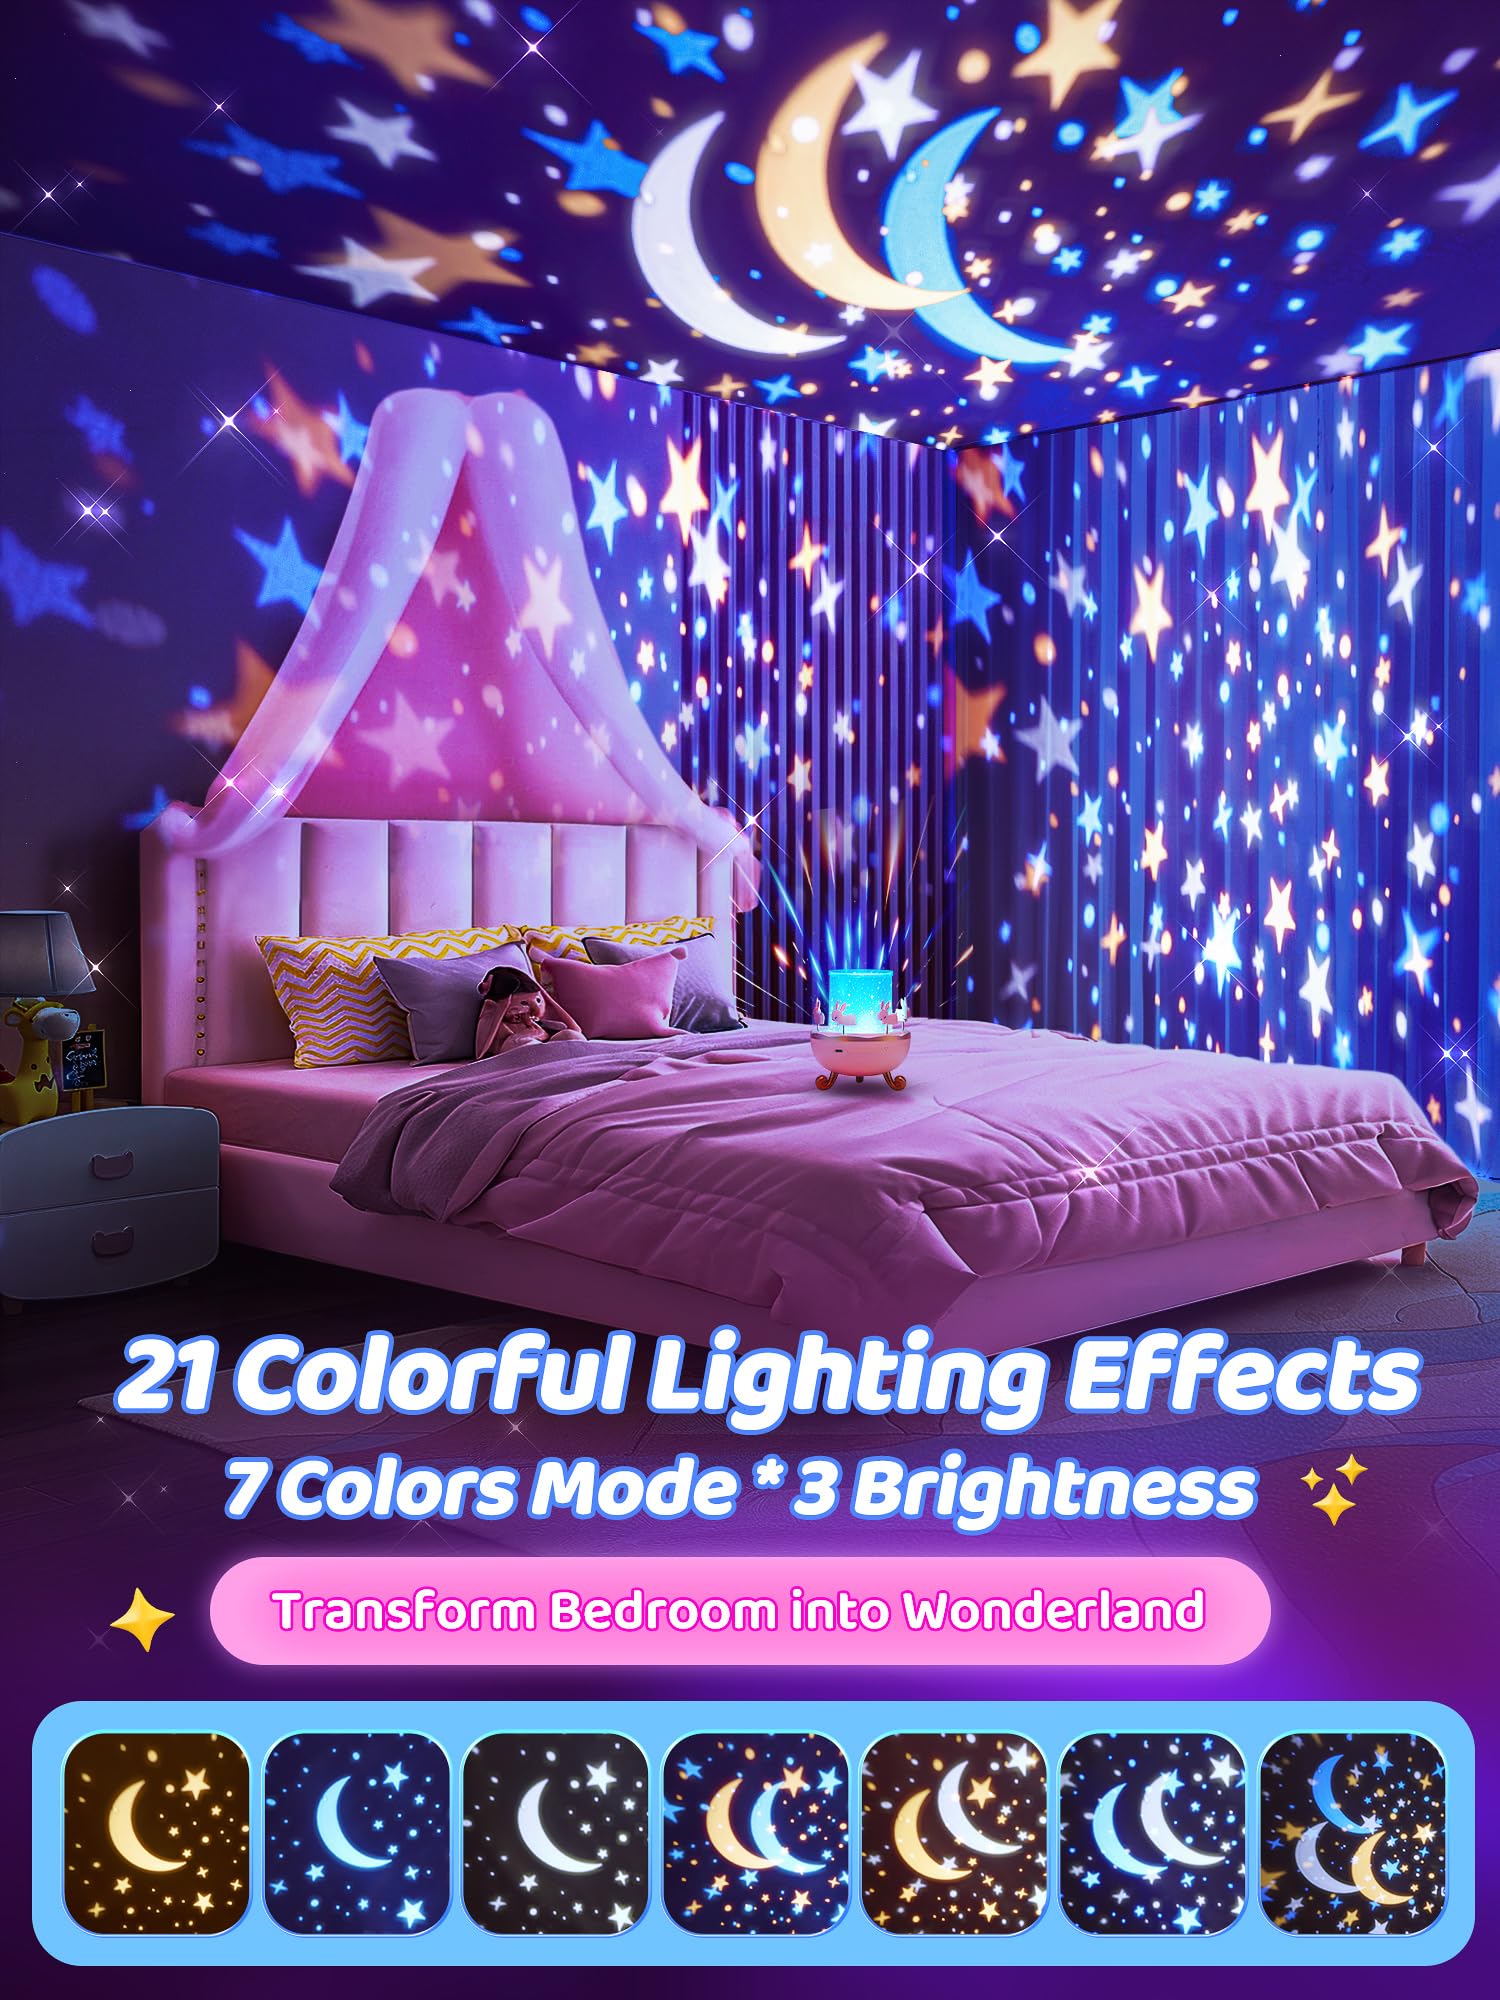 21 Colorful Lighting Effects
7 Colors Mode * 3 Brightness
Transform Bedroom into Wonderland